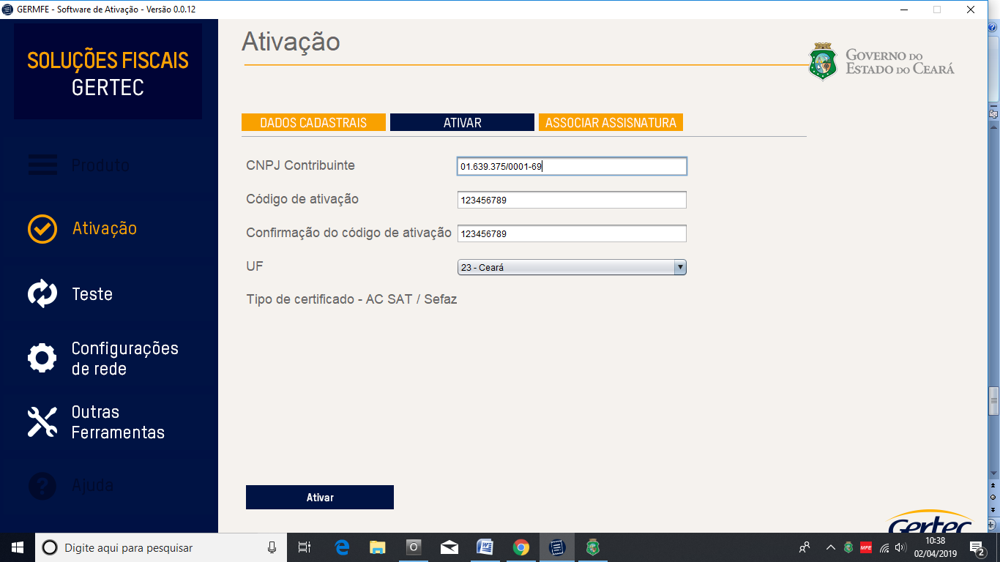 GERMFE - Software de Ativação - Versão 0.0.12
SOLUÇÕES FISCAIS
GERTEC
Produto
Ativação
Teste
Configurações
de rede
Outras
Ferramentas
Ajuda
Ativação
GOVERNO DO
ESTADO DO CEARÁ
DADOS CADASTRAIS
ATIVAR
ASSOCIAR ASSISNATURA
CNPJ Contribuinte
01.639.375/0001-69
Código de ativação
123456789
Confirmação do código de ativação
123456789
UF
23 - Ceará
Tipo de certificado - AC SAT / Sefaz
Ativar
Gertec
Digite aqui para pesquisar
MFE
10:38
02/04/2019
2